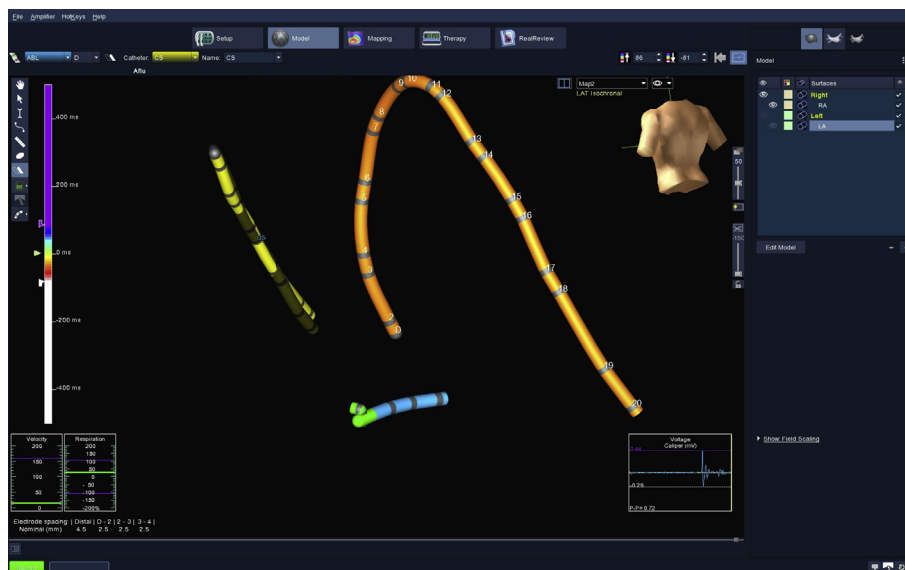 File Amplifier HotKeys Help
Setup Model Mapping Therapy RealReview
ABL D Catheter: CS Name: CS 86 -81
Model
Aflu
Map2
LAT Isochronal
Surfaces
Right
RA
Left
LA
400 ms
200 ms
0 ms
-200 ms
-400 ms
9 10 11
12
8
7
13
14
6
5
15
16
4
3
17
18
2
D
19
20
50
-150
Edit Model
Show Field Scaling
Velocity
200
150
100
50
0
Respiration
200
150
100
50
0
- 50
-100
-150
-200%
Voltage
Caliper (mV)
-0.29
P-P= 0.72
Electrode spacing: | Distal | D - 2 | 2 - 3 | 3 - 4 |
Nominal (mm) 4.5 2.5 2.5 2.5